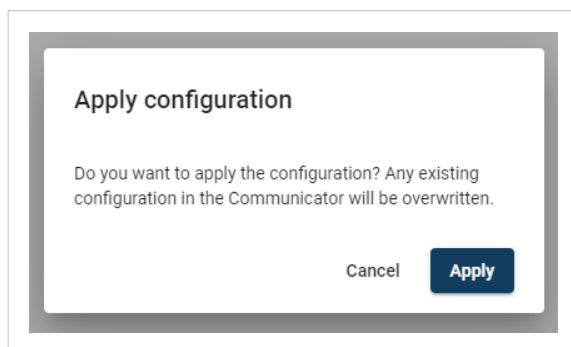 Apply configuration
Do you want to apply the configuration? Any existing
configuration in the Communicator will be overwritten.
Cancel
Apply